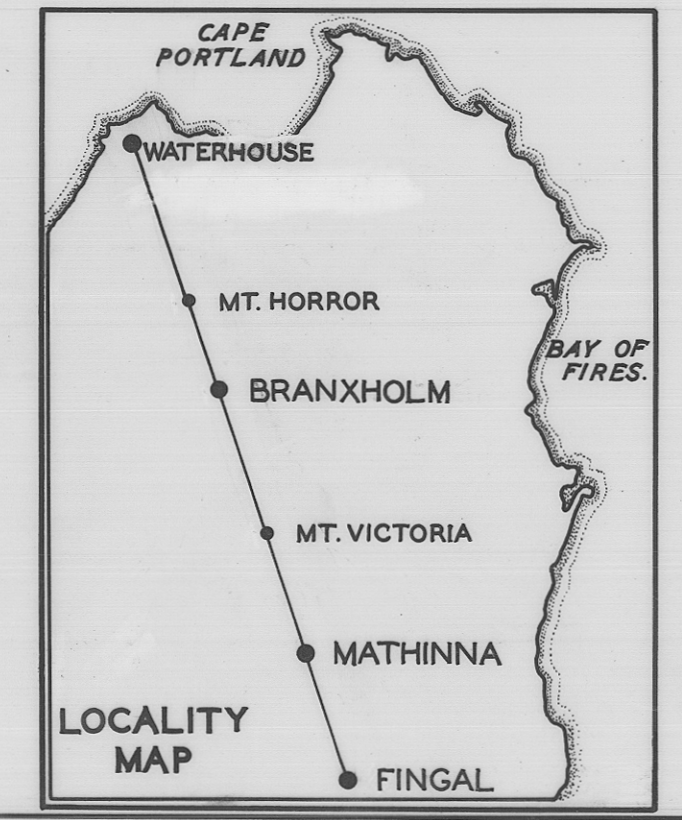 CAPE
PORTLAND
WATERHOUSE
MT. HORROR
BAY OF
FIRES.
BRANXHOLM
MT. VICTORIA
MATHINNA
LOCALITY
MAP
FINGAL